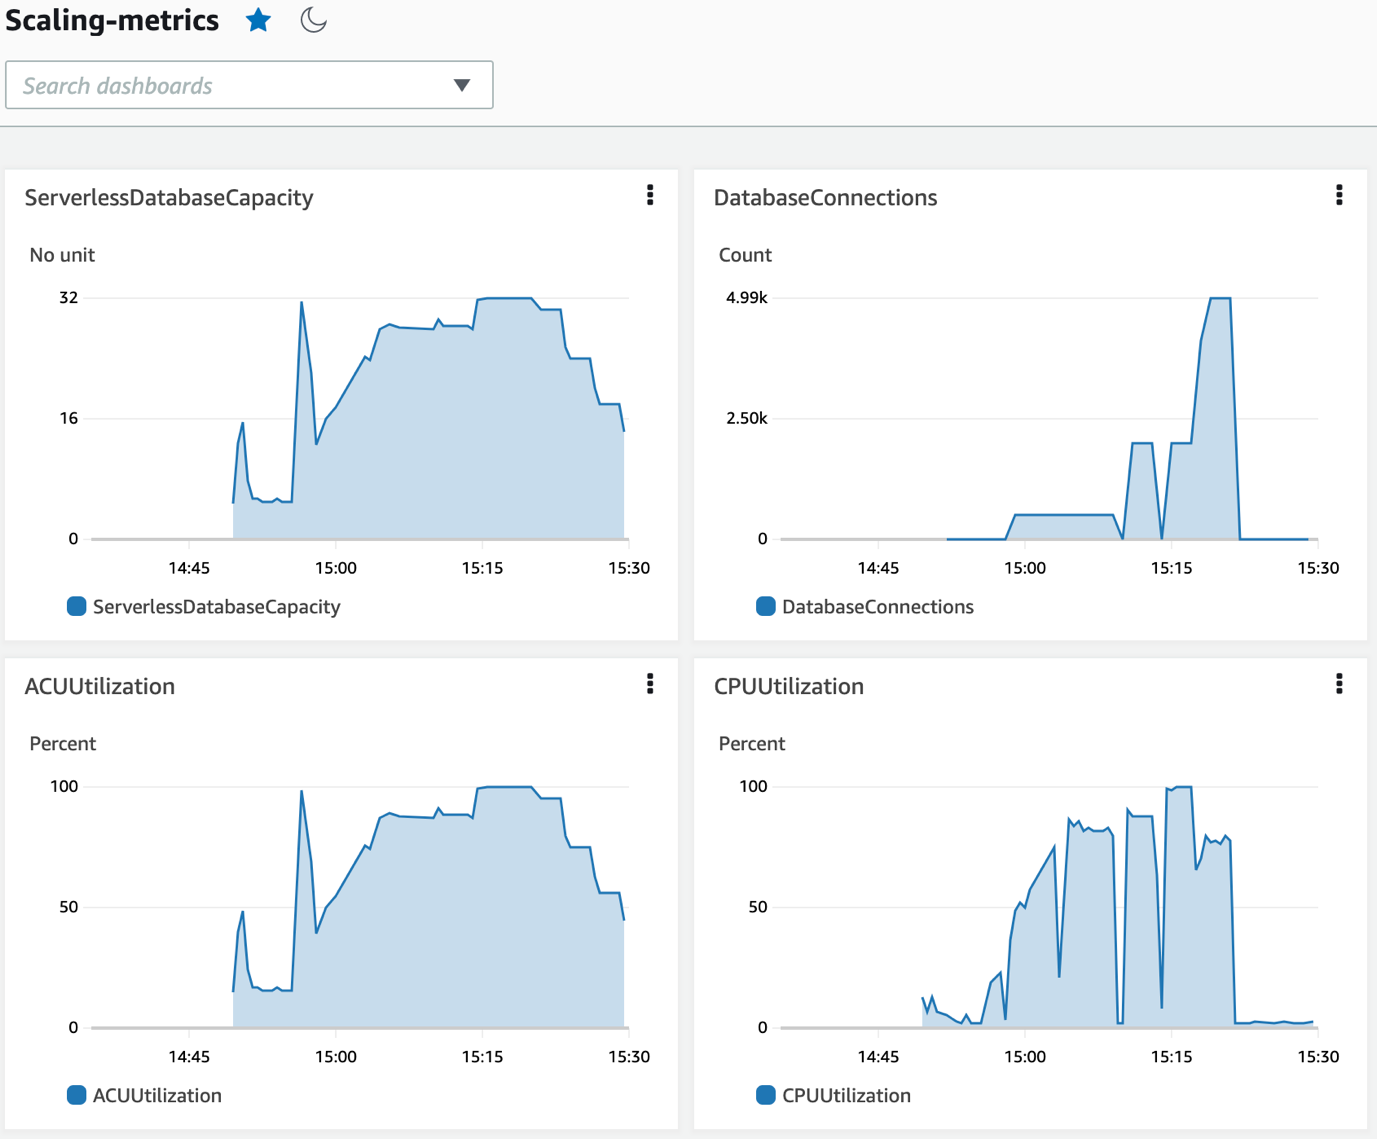 Scaling-metrics
Search dashboards
ServerlessDatabaseCapacity
No unit
32
16
0
14:45 15:00 15:15 15:30
ServerlessDatabaseCapacity
DatabaseConnections
Count
4.99k
2.50k
0
14:45 15:00 15:15 15:30
DatabaseConnections
ACUUtilization
Percent
100
50
0
14:45 15:00 15:15 15:30
ACUUtilization
CPUUtilization
Percent
100
50
0
14:45 15:00 15:15 15:30
CPUUtilization